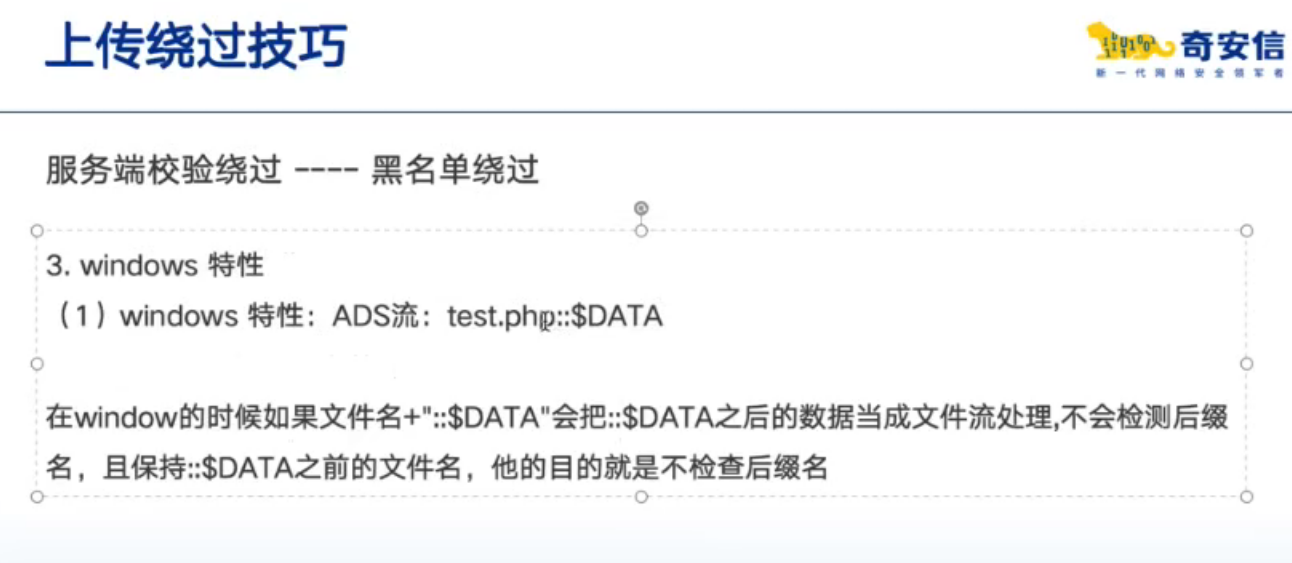 上传绕过技巧
奇安信
新一代网络安全领军者
服务端校验绕过 ---- 黑名单绕过
3. windows 特性
（1）windows 特性：ADS流：test.php::$DATA
在window的时候如果文件名+"::$DATA"会把::$DATA之后的数据当成文件流处理,不会检测后缀
名，且保持::$DATA之前的文件名，他的目的就是不检查后缀名